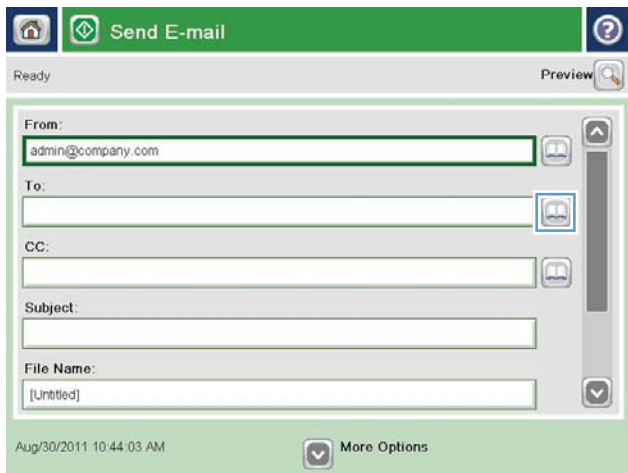 Send E-mail
?
Ready
Preview
From:
admin@company.com
To:
CC:
Subject:
File Name:
[Untitled]
Aug/30/2011 10:44:03 AM
More Options